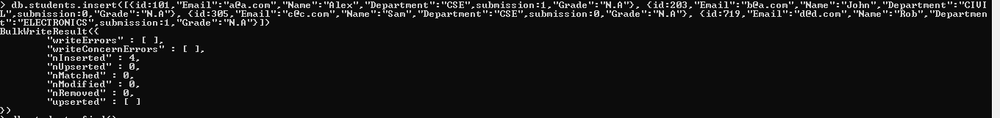 > db.students.insert([{id:101,"Email":"a@a.com","Name":"Alex","Department":"CSE",submission:1,"Grade":"N.A"}, {id:203,"Email":"b@a.com","Name":"John","Department":"CIVI
L",submission:0,"Grade":"N.A"}, {id:305,"Email":"c@c.com","Name":"Sam","Department":"CSE",submission:0,"Grade":"N.A"}, {id:719,"Email":"d@d.com","Name":"Rob","Departmen
t":"ELECTRONICS",submission:1,"Grade":"N.A"}])
BulkWriteResult({
"writeErrors" : [ ],
"writeConcernErrors" : [ ],
"nInserted" : 4,
"nUpserted" : 0,
"nMatched" : 0,
"nModified" : 0,
"nRemoved" : 0,
"upserted" : [ ]
})